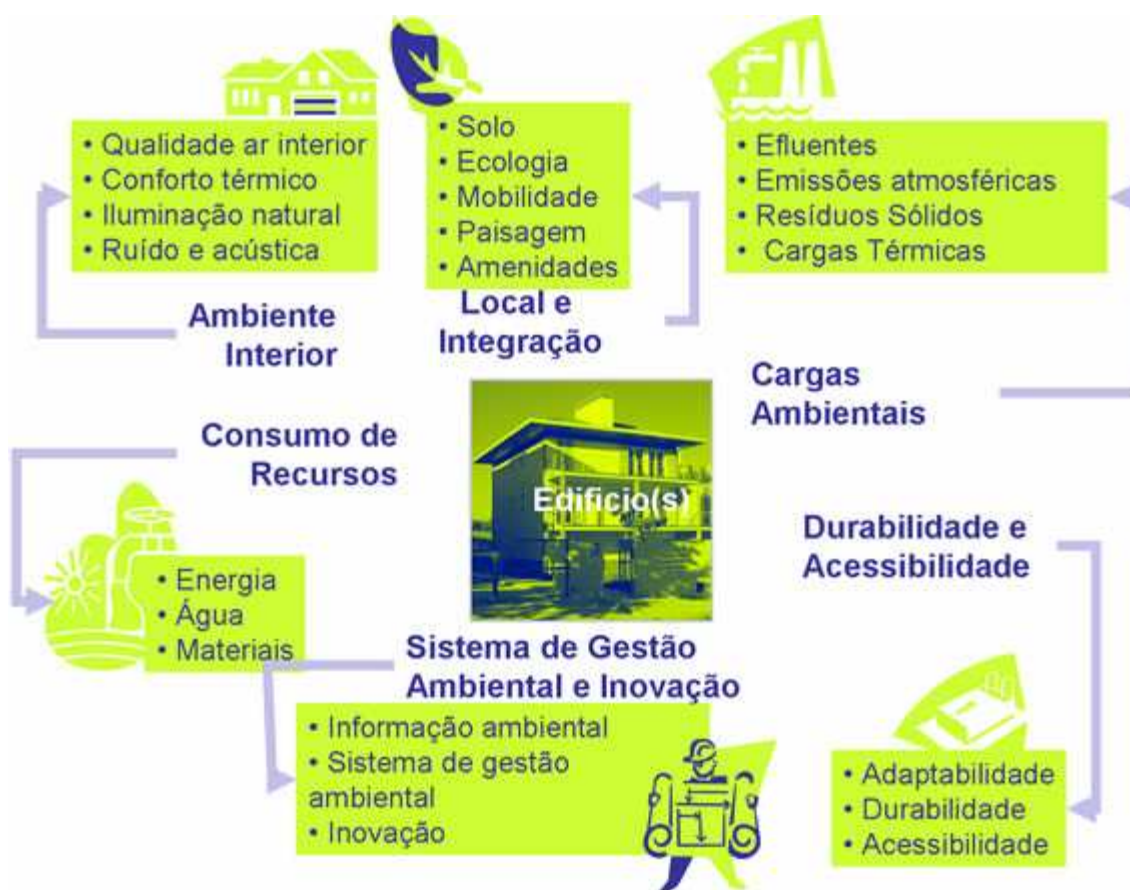 • Qualidade ar interior
• Conforto térmico
• Iluminação natural
• Ruído e acústica
Ambiente
Interior
• Solo
• Ecologia
• Mobilidade
• Paisagem
• Amenidades
Local e
Integração
• Efluentes
• Emissões atmosféricas
• Resíduos Sólidos
• Cargas Térmicas
Cargas
Ambientais
Consumo de
Recursos
• Energia
• Água
• Materiais
Edificio(s)
Durabilidade e
Acessibilidade
• Adaptabilidade
• Durabilidade
• Acessibilidade
Sistema de Gestão
Ambiental e Inovação
• Informação ambiental
• Sistema de gestão
ambiental
• Inovação